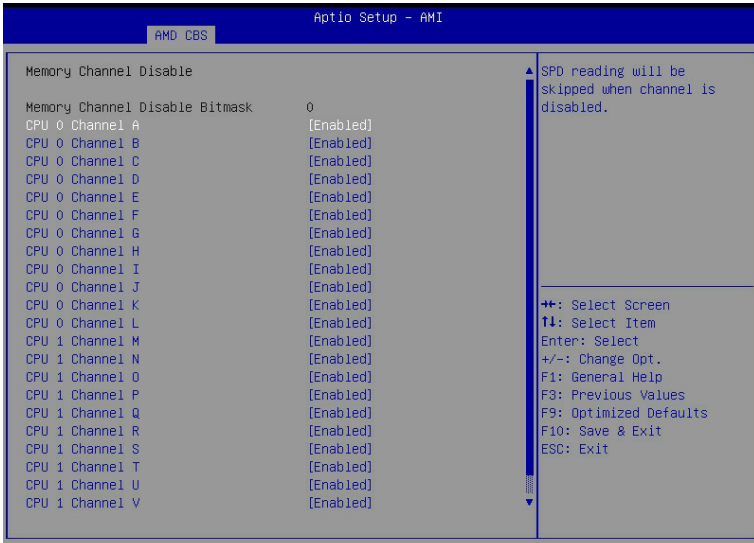 Aptio Setup – AMI
AMD CBS
Memory Channel Disable
Memory Channel Disable Bitmask 0
CPU 0 Channel A [Enabled]
CPU 0 Channel B [Enabled]
CPU 0 Channel C [Enabled]
CPU 0 Channel D [Enabled]
CPU 0 Channel E [Enabled]
CPU 0 Channel F [Enabled]
CPU 0 Channel G [Enabled]
CPU 0 Channel H [Enabled]
CPU 0 Channel I [Enabled]
CPU 0 Channel J [Enabled]
CPU 0 Channel K [Enabled]
CPU 0 Channel L [Enabled]
CPU 1 Channel M [Enabled]
CPU 1 Channel N [Enabled]
CPU 1 Channel O [Enabled]
CPU 1 Channel P [Enabled]
CPU 1 Channel Q [Enabled]
CPU 1 Channel R [Enabled]
CPU 1 Channel S [Enabled]
CPU 1 Channel T [Enabled]
CPU 1 Channel U [Enabled]
CPU 1 Channel V [Enabled]
SPD reading will be
skipped when channel is
disabled.
→←: Select Screen
↑↓: Select Item
Enter: Select
+/-: Change Opt.
F1: General Help
F3: Previous Values
F9: Optimized Defaults
F10: Save & Exit
ESC: Exit